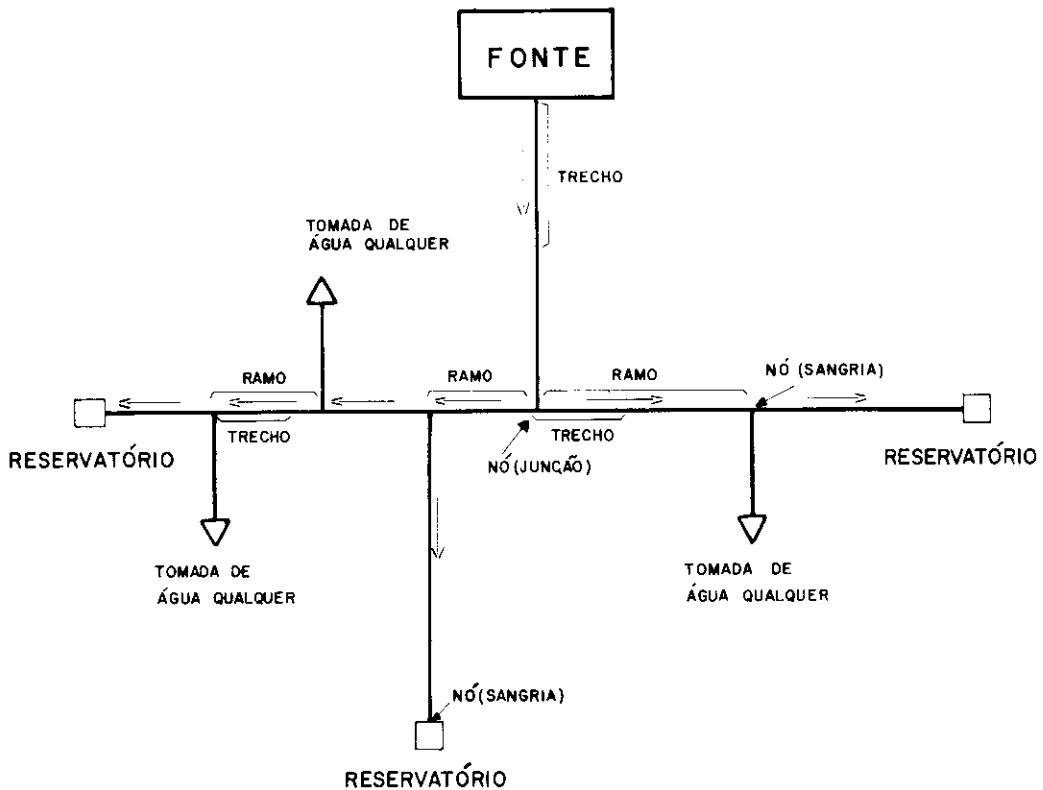 FONTE
TRECHO
TOMADA DE
ÁGUA QUALQUER
RAMO
RAMO
RAMO
NÓ (SANGRIA)
TRECHO
TRECHO
NÓ (JUNÇÃO)
RESERVATÓRIO
RESERVATÓRIO
TOMADA DE
ÁGUA QUALQUER
TOMADA DE
ÁGUA QUALQUER
NÓ (SANGRIA)
RESERVATÓRIO